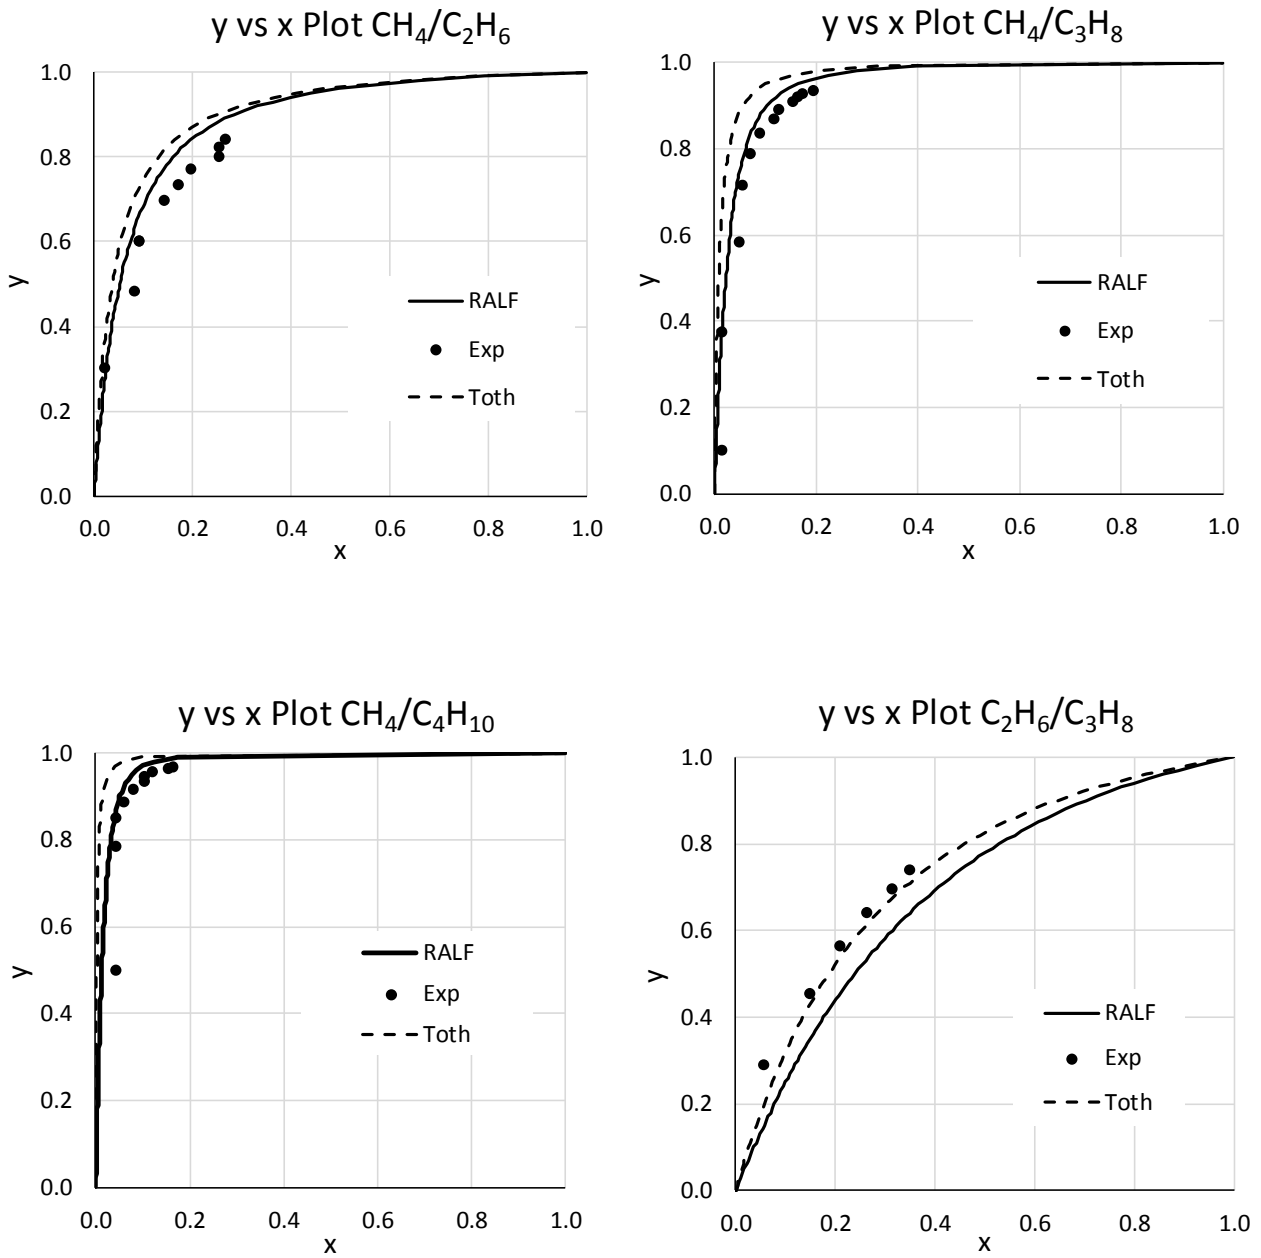 y vs x Plot CH₄/C₂H₆
1.0
0.8
0.6
0.4
0.2
0.0
y
RALF
Exp
Toth
0.0 0.2 0.4 0.6 0.8 1.0
x
y vs x Plot CH₄/C₃H₈
1.0
0.8
0.6
0.4
0.2
0.0
y
RALF
Exp
Toth
0.0 0.2 0.4 0.6 0.8 1.0
x
y vs x Plot CH₄/C₄H₁₀
1.0
0.8
0.6
0.4
0.2
0.0
y
RALF
Exp
Toth
0.0 0.2 0.4 0.6 0.8 1.0
x
y vs x Plot C₂H₆/C₃H₈
1.0
0.8
0.6
0.4
0.2
0.0
y
RALF
Exp
Toth
0.0 0.2 0.4 0.6 0.8 1.0
x